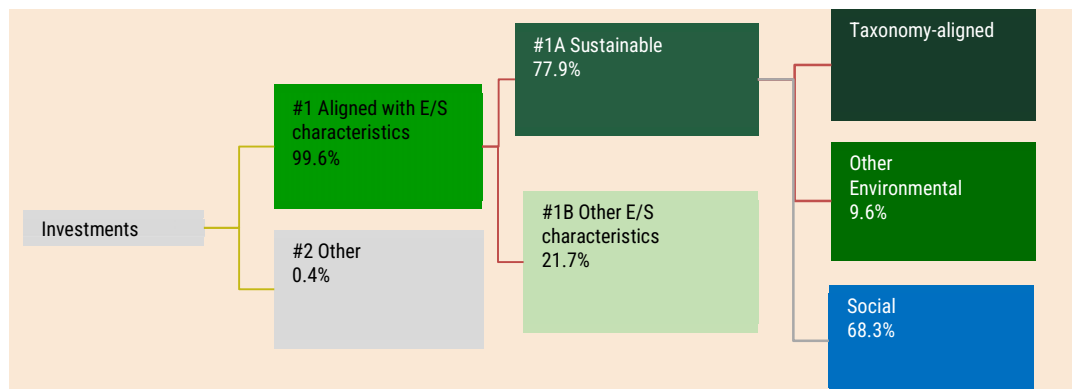 Investments
#1 Aligned with E/S
characteristics
99.6%
#2 Other
0.4%
#1A Sustainable
77.9%
#1B Other E/S
characteristics
21.7%
Taxonomy-aligned
Other
Environmental
9.6%
Social
68.3%